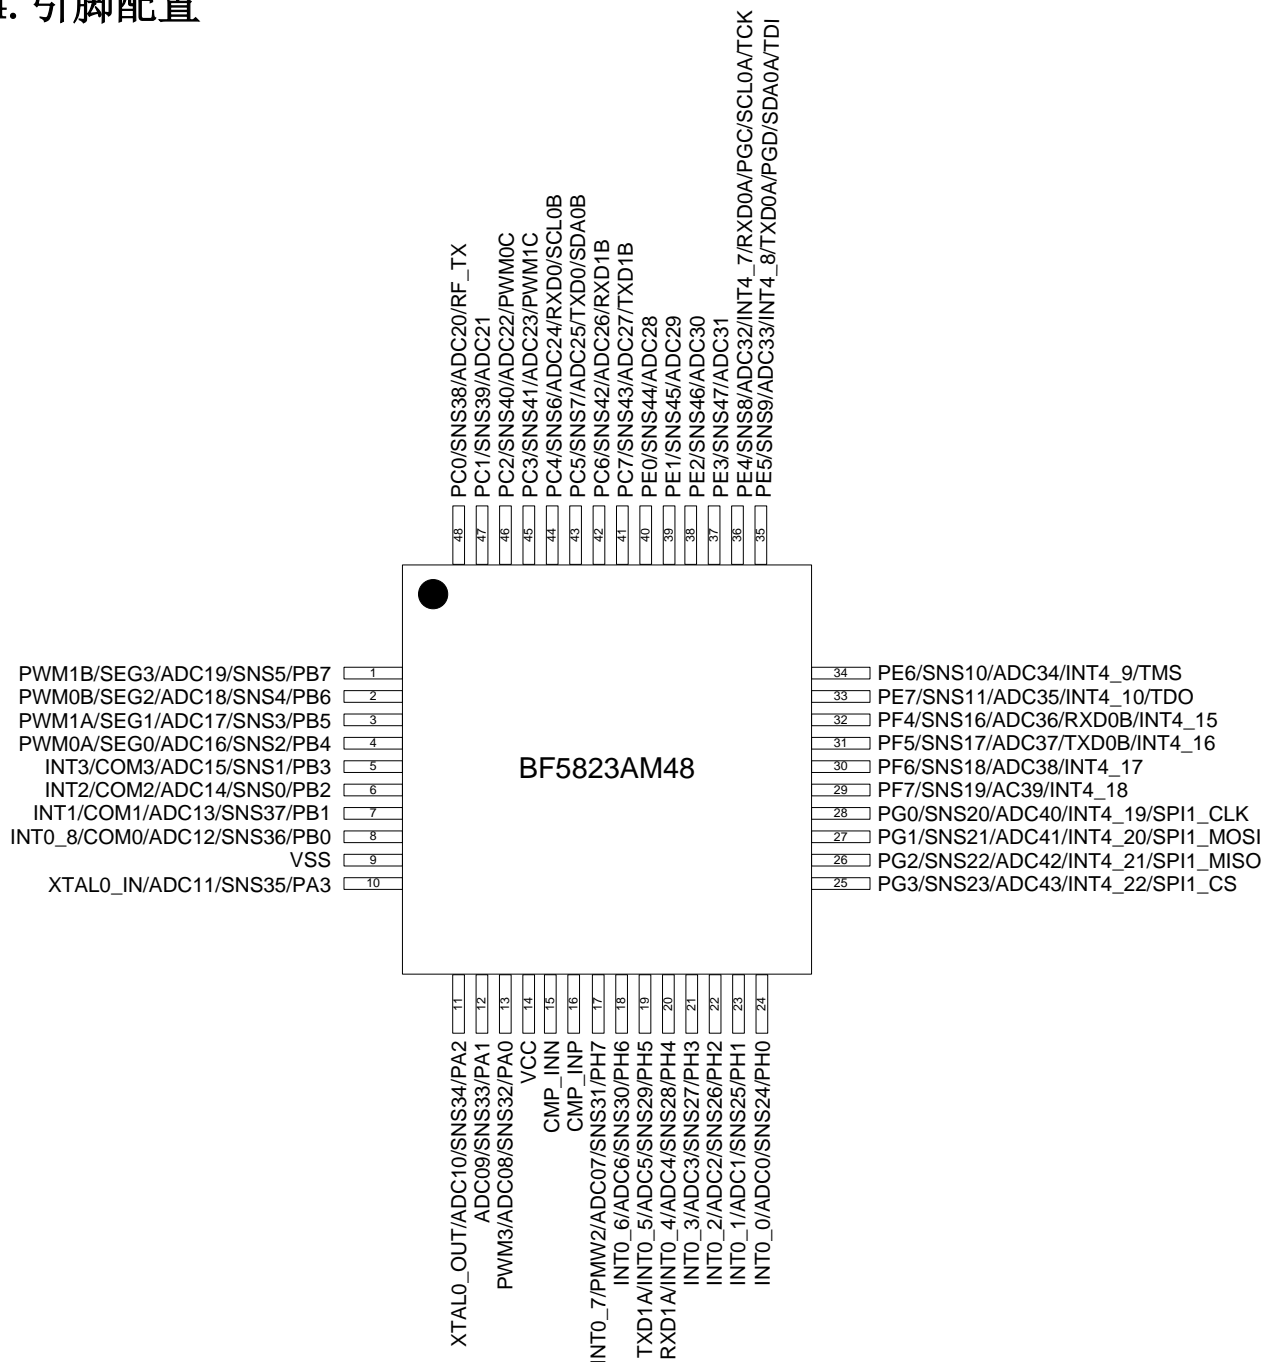 4. 引脚配置
PC0/SNS38/ADC20/RF_TX
PC1/SNS39/ADC21
PC2/SNS40/ADC22/PWM0C
PC3/SNS41/ADC23/PWM1C
PC4/SNS6/ADC24/RXD0/SCL0B
PC5/SNS7/ADC25/TXD0/SDA0B
PC6/SNS42/ADC26/RXD1B
PC7/SNS43/ADC27/TXD1B
PE0/SNS44/ADC28
PE1/SNS45/ADC29
PE2/SNS46/ADC30
PE3/SNS47/ADC31
PE4/SNS8/ADC32/INT4_7/RXD0A/PGC/SCL0A/TCK
PE5/SNS9/ADC33/INT4_8/TXD0A/PGD/SDA0A/TDI
48
47
46
45
44
43
42
41
40
39
38
37
36
35
PWM1B/SEG3/ADC19/SNS5/PB7 1
PWM0B/SEG2/ADC18/SNS4/PB6 2
PWM1A/SEG1/ADC17/SNS3/PB5 3
PWM0A/SEG0/ADC16/SNS2/PB4 4
INT3/COM3/ADC15/SNS1/PB3 5
INT2/COM2/ADC14/SNS0/PB2 6
INT1/COM1/ADC13/SNS37/PB1 7
INT0_8/COM0/ADC12/SNS36/PB0 8
VSS 9
XTAL0_IN/ADC11/SNS35/PA3 10
BF5823AM48
34 PE6/SNS10/ADC34/INT4_9/TMS
33 PE7/SNS11/ADC35/INT4_10/TDO
32 PF4/SNS16/ADC36/RXD0B/INT4_15
31 PF5/SNS17/ADC37/TXD0B/INT4_16
30 PF6/SNS18/ADC38/INT4_17
29 PF7/SNS19/AC39/INT4_18
28 PG0/SNS20/ADC40/INT4_19/SPI1_CLK
27 PG1/SNS21/ADC41/INT4_20/SPI1_MOSI
26 PG2/SNS22/ADC42/INT4_21/SPI1_MISO
25 PG3/SNS23/ADC43/INT4_22/SPI1_CS
11
12
13
14
15
16
17
18
19
20
21
22
23
24
XTAL0_OUT/ADC10/SNS34/PA2
ADC09/SNS33/PA1
PWM3/ADC08/SNS32/PA0
VCC
CMP_INN
CMP_INP
INT0_7/PMW2/ADC07/SNS31/PH7
INT0_6/ADC6/SNS30/PH6
TXD1A/INT0_5/ADC5/SNS29/PH5
RXD1A/INT0_4/ADC4/SNS28/PH4
INT0_3/ADC3/SNS27/PH3
INT0_2/ADC2/SNS26/PH2
INT0_1/ADC1/SNS25/PH1
INT0_0/ADC0/SNS24/PH0